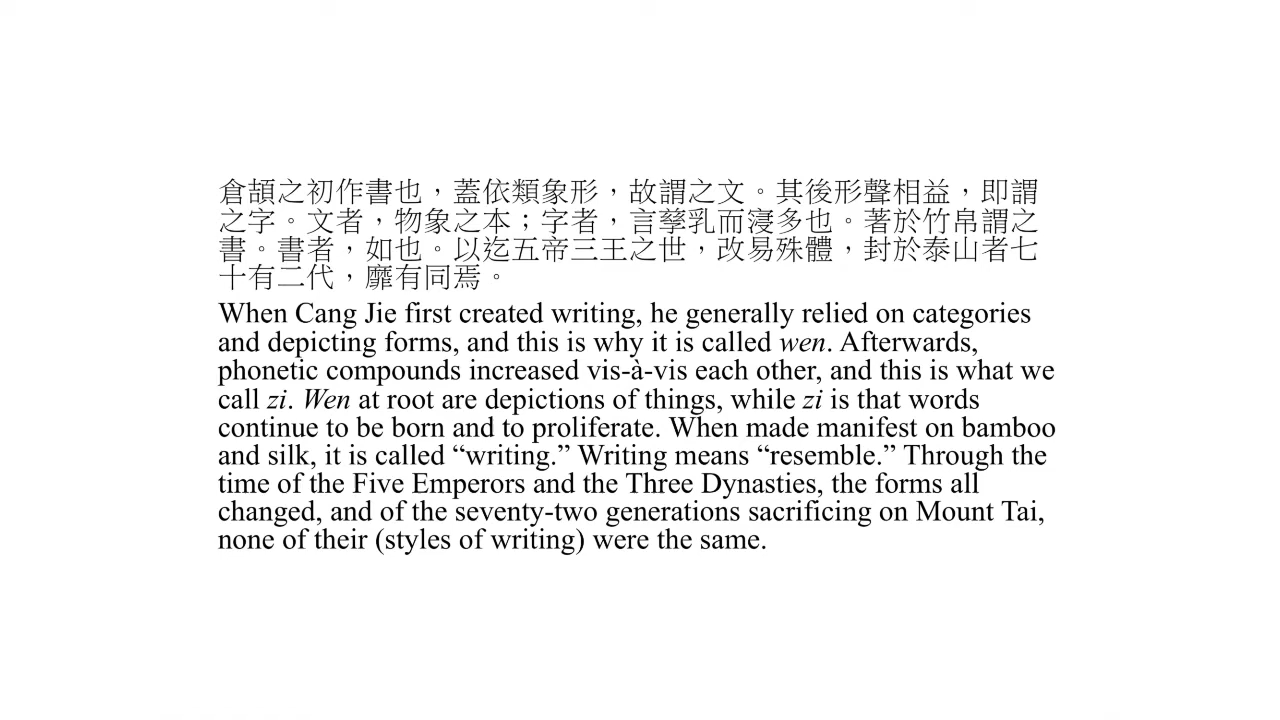 倉頡之初作書也，蓋依類象形，故謂之文。其後形聲相益，即謂
之字。文者，物象之本；字者，言孳乳而寖多也。著於竹帛謂之
書。書者，如也。以迄五帝三王之世，改易殊體，封於泰山者七
十有二代，靡有同焉。
When Cang Jie first created writing, he generally relied on categories
and depicting forms, and this is why it is called wen. Afterwards,
phonetic compounds increased vis-à-vis each other, and this is what we
call zi. Wen at root are depictions of things, while zi is that words
continue to be born and to proliferate. When made manifest on bamboo
and silk, it is called “writing.” Writing means “resemble.” Through the
time of the Five Emperors and the Three Dynasties, the forms all
changed, and of the seventy-two generations sacrificing on Mount Tai,
none of their (styles of writing) were the same.